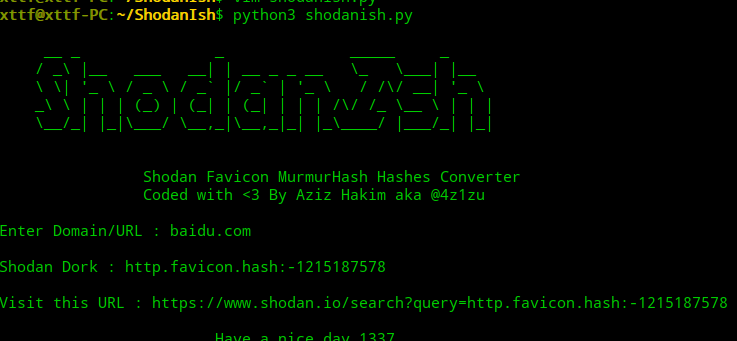 xttf@xttf-PC:~/ShodanIsh$ vim shodanish.py
xttf@xttf-PC:~/ShodanIsh$ python3 shodanish.py
ShodanIsh
Shodan Favicon MurmurHash Hashes Converter
Coded with <3 By Aziz Hakim aka @4z1zu
Enter Domain/URL : baidu.com
Shodan Dork : http.favicon.hash:-1215187578
Visit this URL : https://www.shodan.io/search?query=http.favicon.hash:-1215187578
Have a nice day 1337